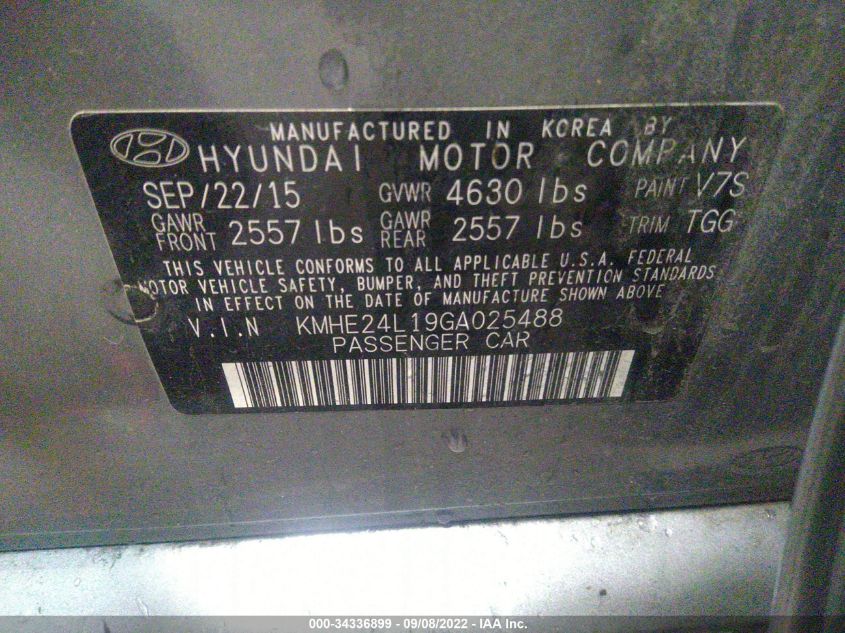 MANUFACTURED IN KOREA BY
HYUNDAI MOTOR COMPANY
SEP/22/15 GVWR 4630 lbs PAINT V7S
GAWR FRONT 2557 lbs GAWR REAR 2557 lbs TRIM TGG
THIS VEHICLE CONFORMS TO ALL APPLICABLE U.S.A. FEDERAL
MOTOR VEHICLE SAFETY, BUMPER, AND THEFT PREVENTION STANDARDS
IN EFFECT ON THE DATE OF MANUFACTURE SHOWN ABOVE
V.I.N KMHE24L19GA025488
PASSENGER CAR
000-34336899 - 09/08/2022 - IAA Inc.